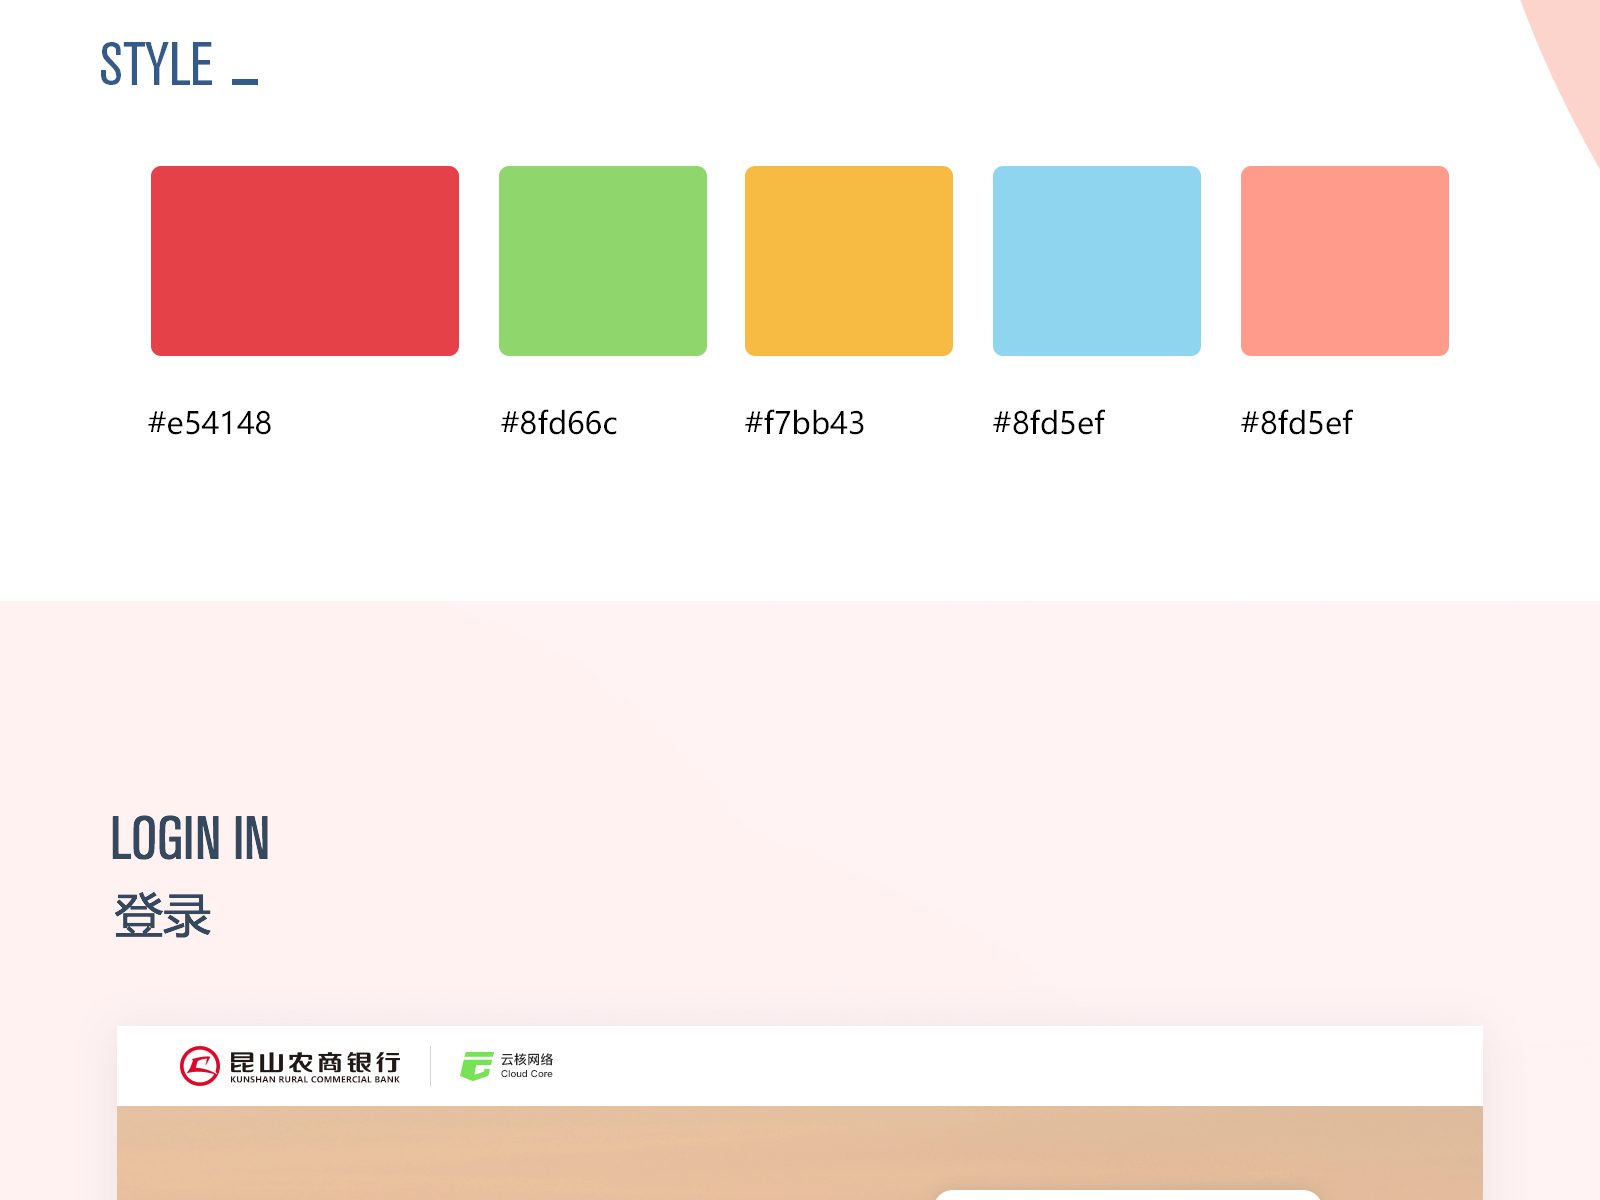 STYLE _
#e54148 #8fd66c #f7bb43 #8fd5ef #8fd5ef
LOGIN IN
登录
昆山农商银行
KUNSHAN RURAL COMMERCIAL BANK
云核网络
Cloud Core